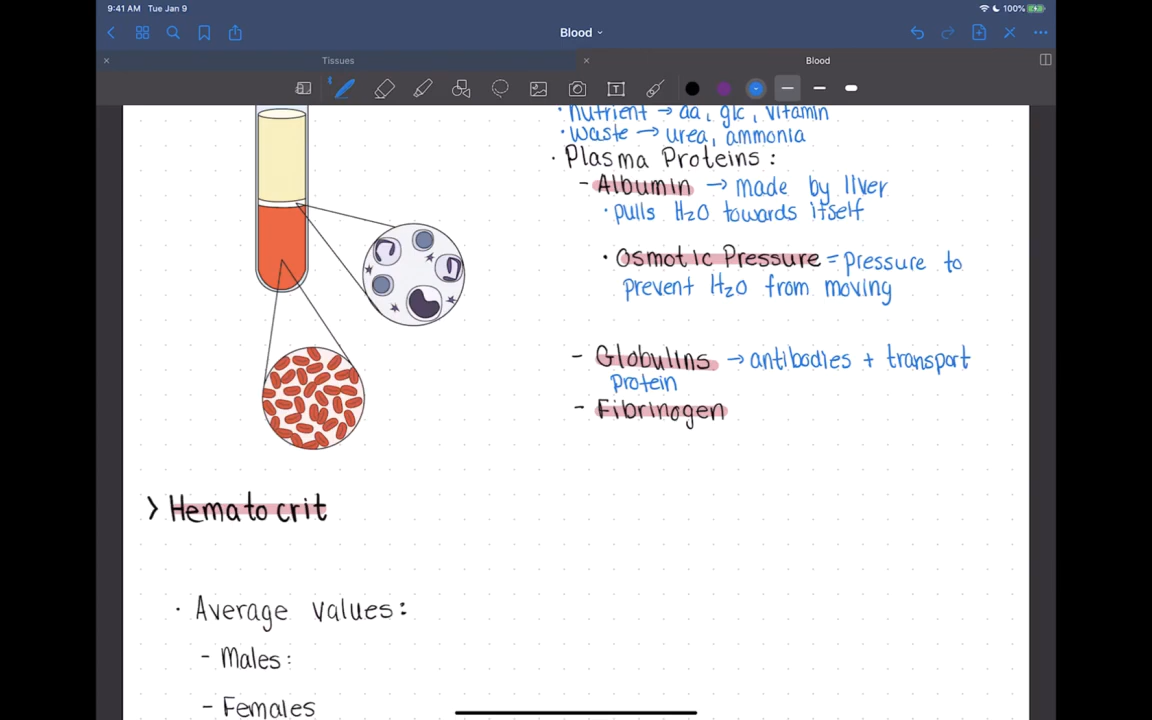 9:41 AM Tue Jan 9
100%
Blood
Tissues
Blood
· nutrient → aa, glc, vitamin
· waste → urea, ammonia
· Plasma Proteins:
- Albumin → made by liver
· pulls H2O towards itself
· Osmotic Pressure = pressure to
prevent H2O from moving
- Globulins → antibodies + transport
protein
- Fibrinogen
> Hematocrit
· Average values:
- Males:
- Females